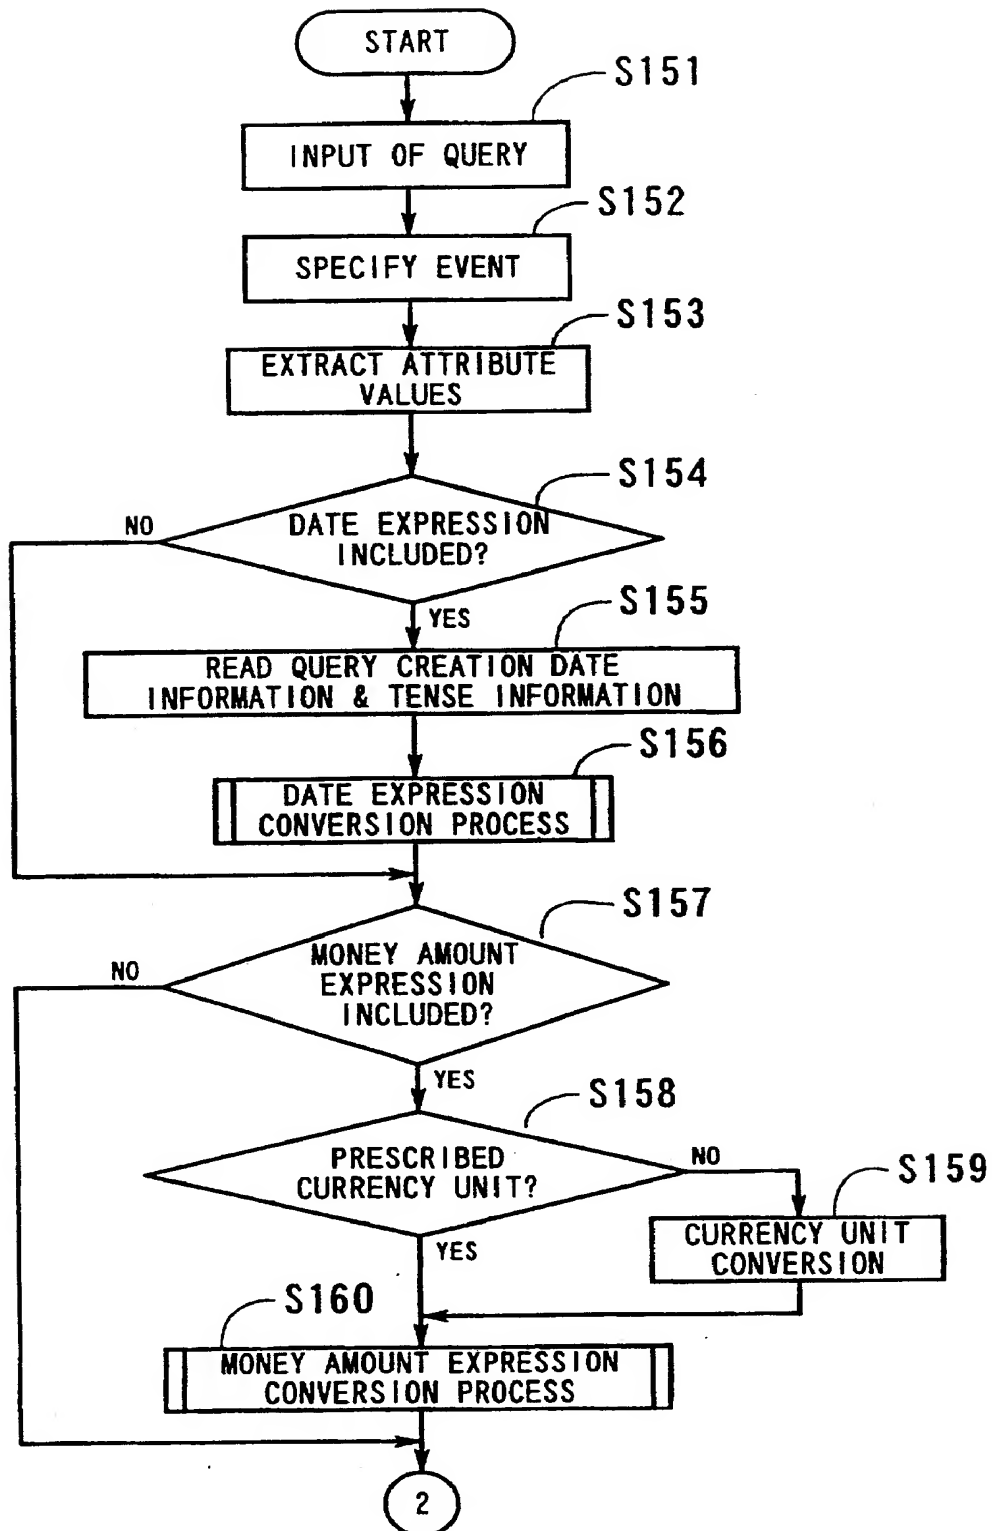 START
S151
INPUT OF QUERY
S152
SPECIFY EVENT
S153
EXTRACT ATTRIBUTE
VALUES
S154
NO
DATE EXPRESSION
INCLUDED?
YES
S155
READ QUERY CREATION DATE
INFORMATION & TENSE INFORMATION
S156
DATE EXPRESSION
CONVERSION PROCESS
S157
NO
MONEY AMOUNT
EXPRESSION
INCLUDED?
YES
S158
PRESCRIBED
CURRENCY UNIT?
NO
S159
YES
CURRENCY UNIT
CONVERSION
S160
MONEY AMOUNT EXPRESSION
CONVERSION PROCESS
2